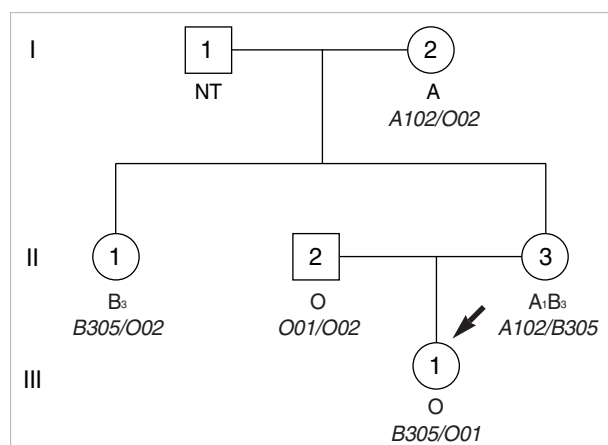 I
1
2
NT
A
A102/O02
II
1
2
3
B₃
O
A₁B₃
B305/O02
O01/O02
A102/B305
III
1
O
B305/O01